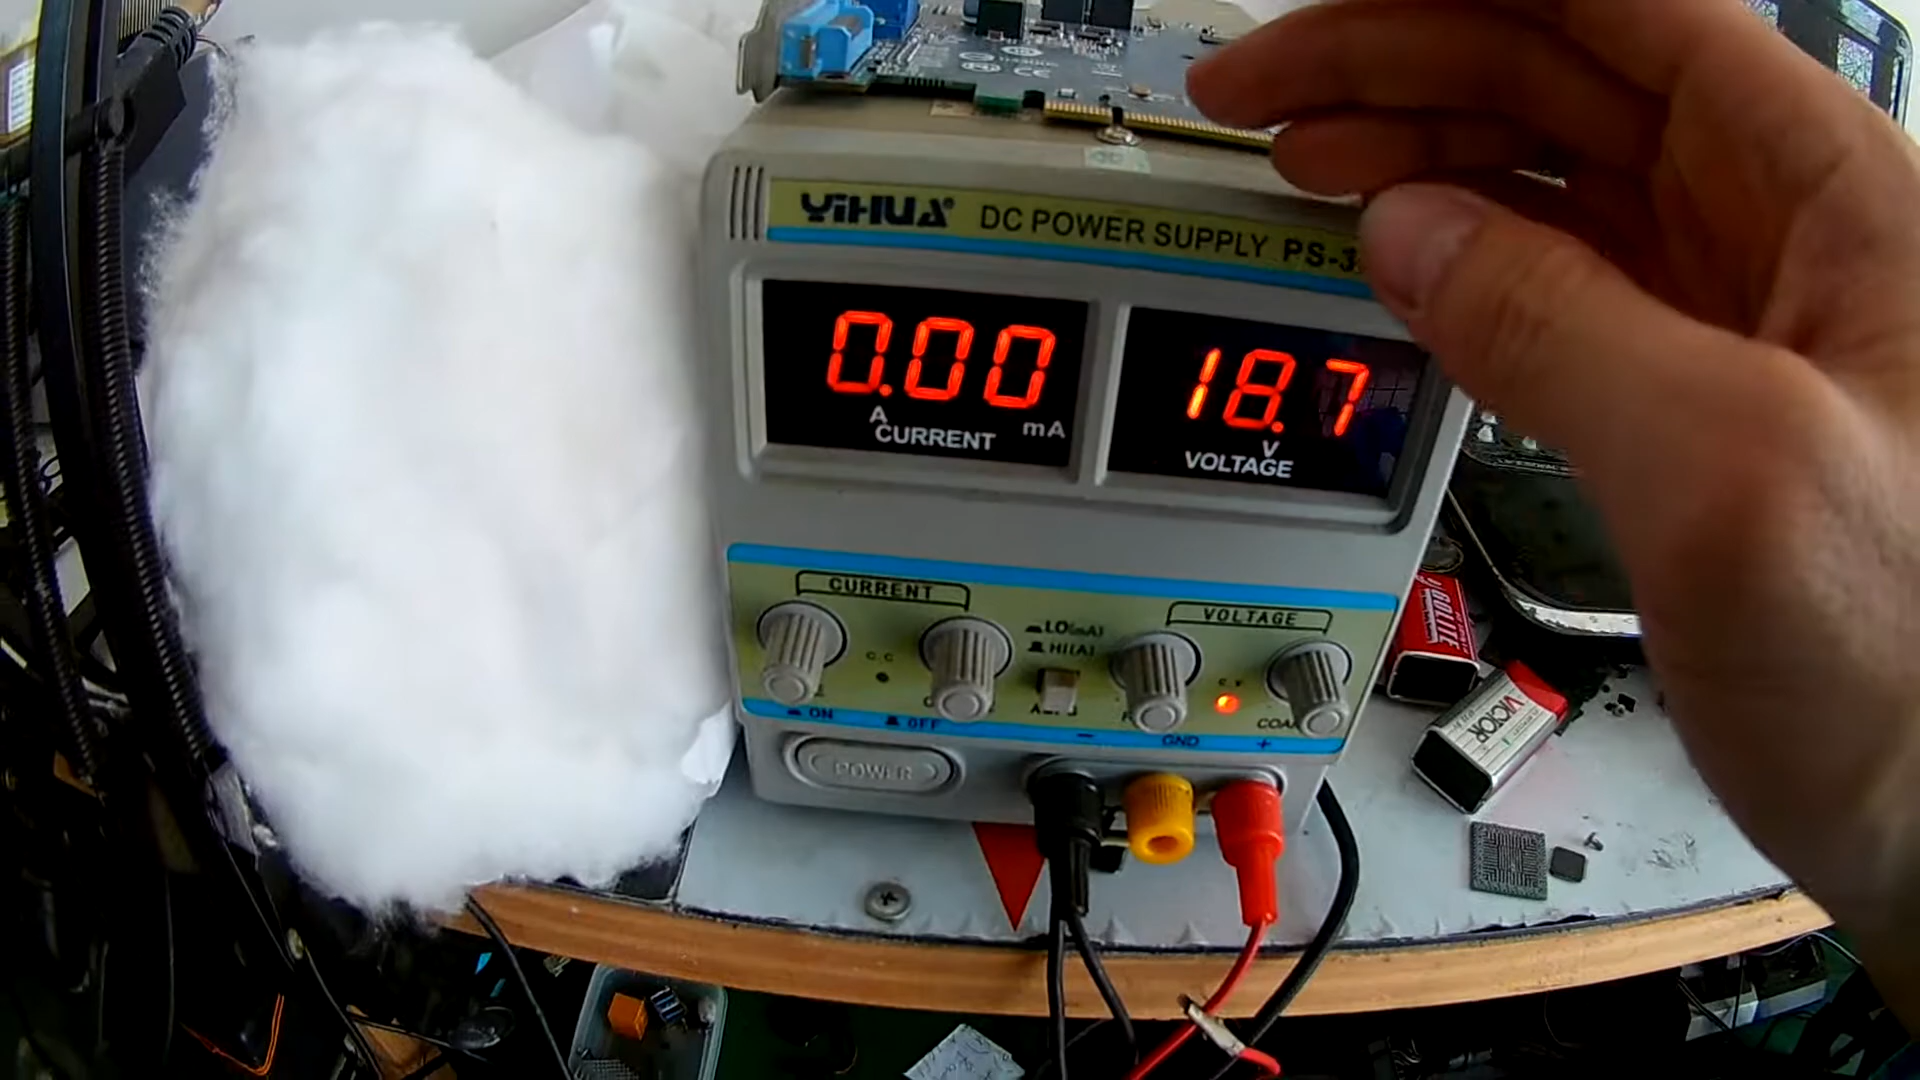 YiHUA® DC POWER SUPPLY PS-3
0.00
18.7
A
mA
CURRENT
V
VOLTAGE
CURRENT
VOLTAGE
LO(mA)
HI(A)
C.C
C.V
ON
OFF
POWER
-
GND
+
VICTOR